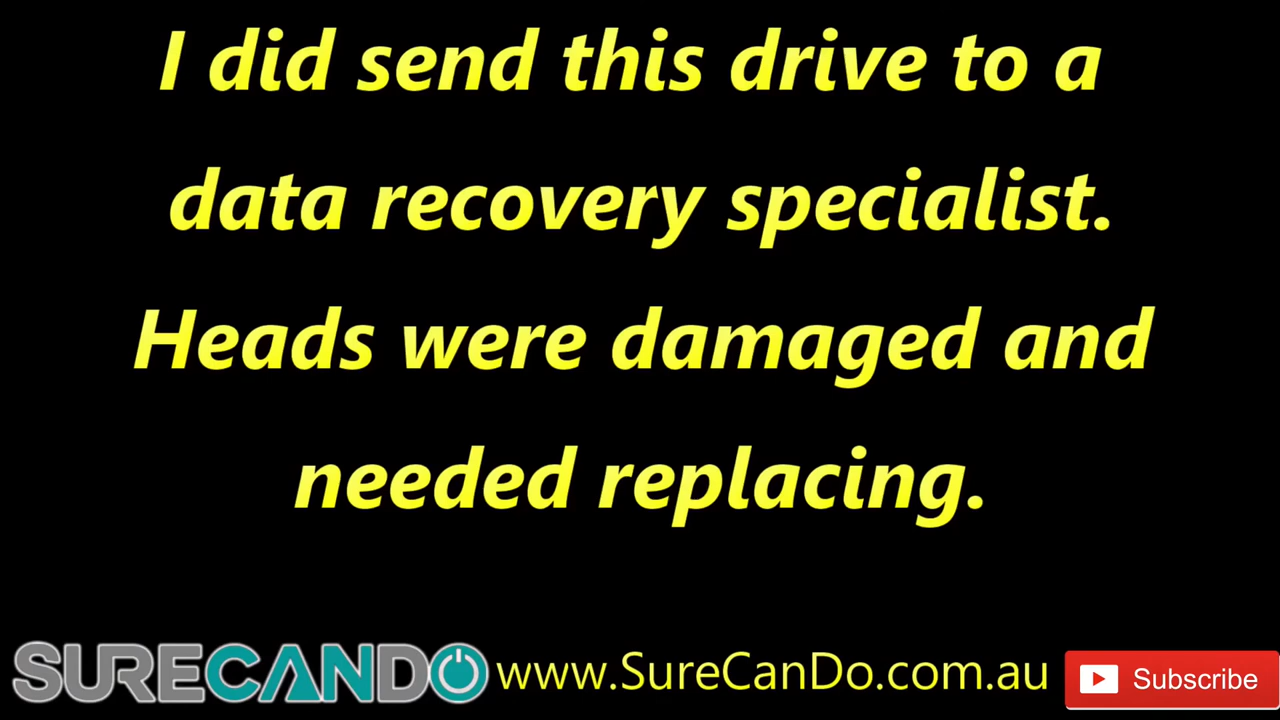 I did send this drive to a
data recovery specialist.
Heads were damaged and
needed replacing.
SURECANDO www.SureCanDo.com.au Subscribe